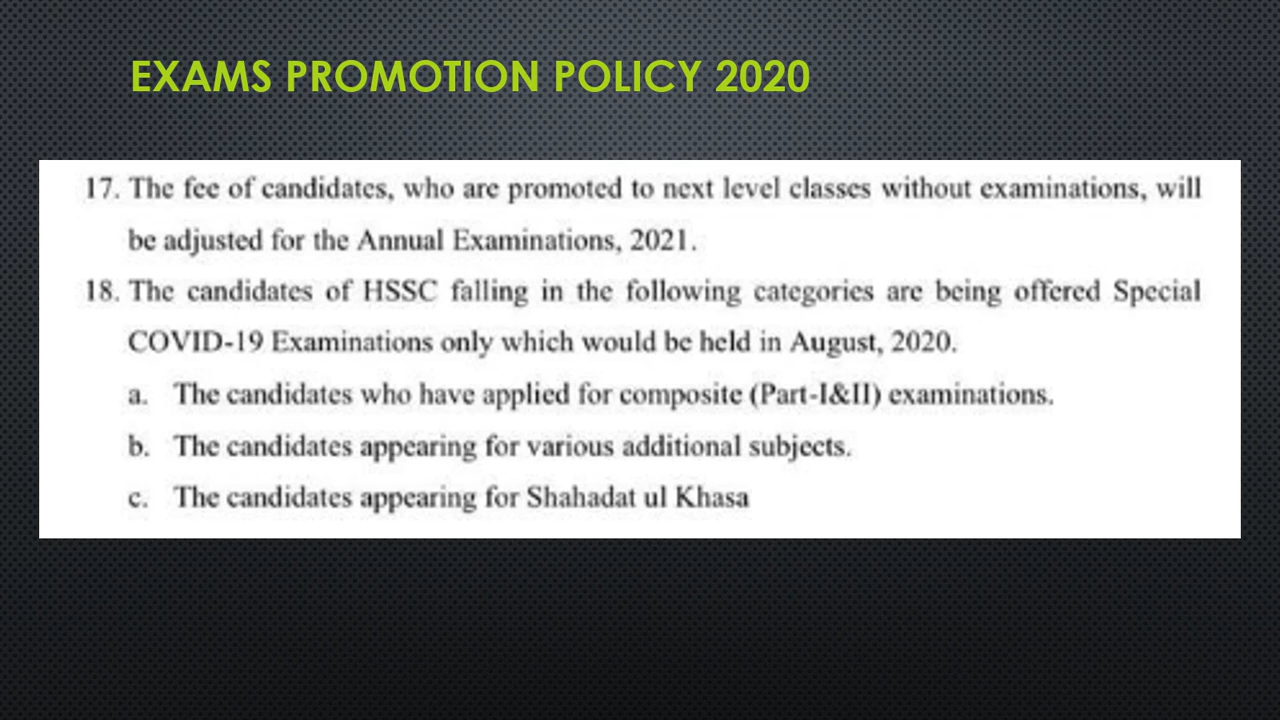 EXAMS PROMOTION POLICY 2020
17. The fee of candidates, who are promoted to next level classes without examinations, will
be adjusted for the Annual Examinations, 2021.
18. The candidates of HSSC falling in the following categories are being offered Special
COVID-19 Examinations only which would be held in August, 2020.
a. The candidates who have applied for composite (Part-I&II) examinations.
b. The candidates appearing for various additional subjects.
c. The candidates appearing for Shahadat ul Khasa